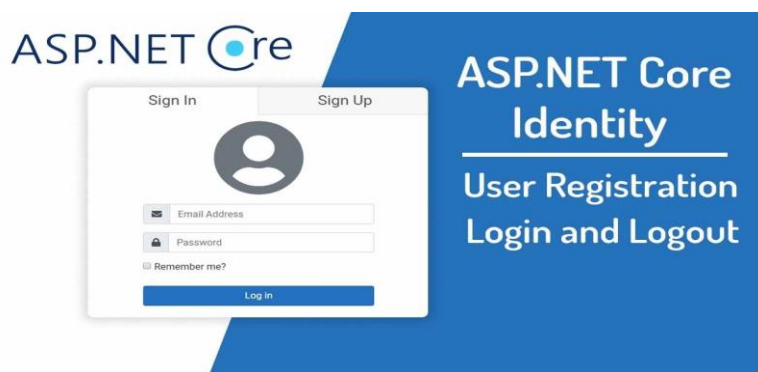 ASP.NET Core
Sign In
Sign Up
Email Address
Password
Remember me?
Log in
ASP.NET Core
Identity
User Registration
Login and Logout